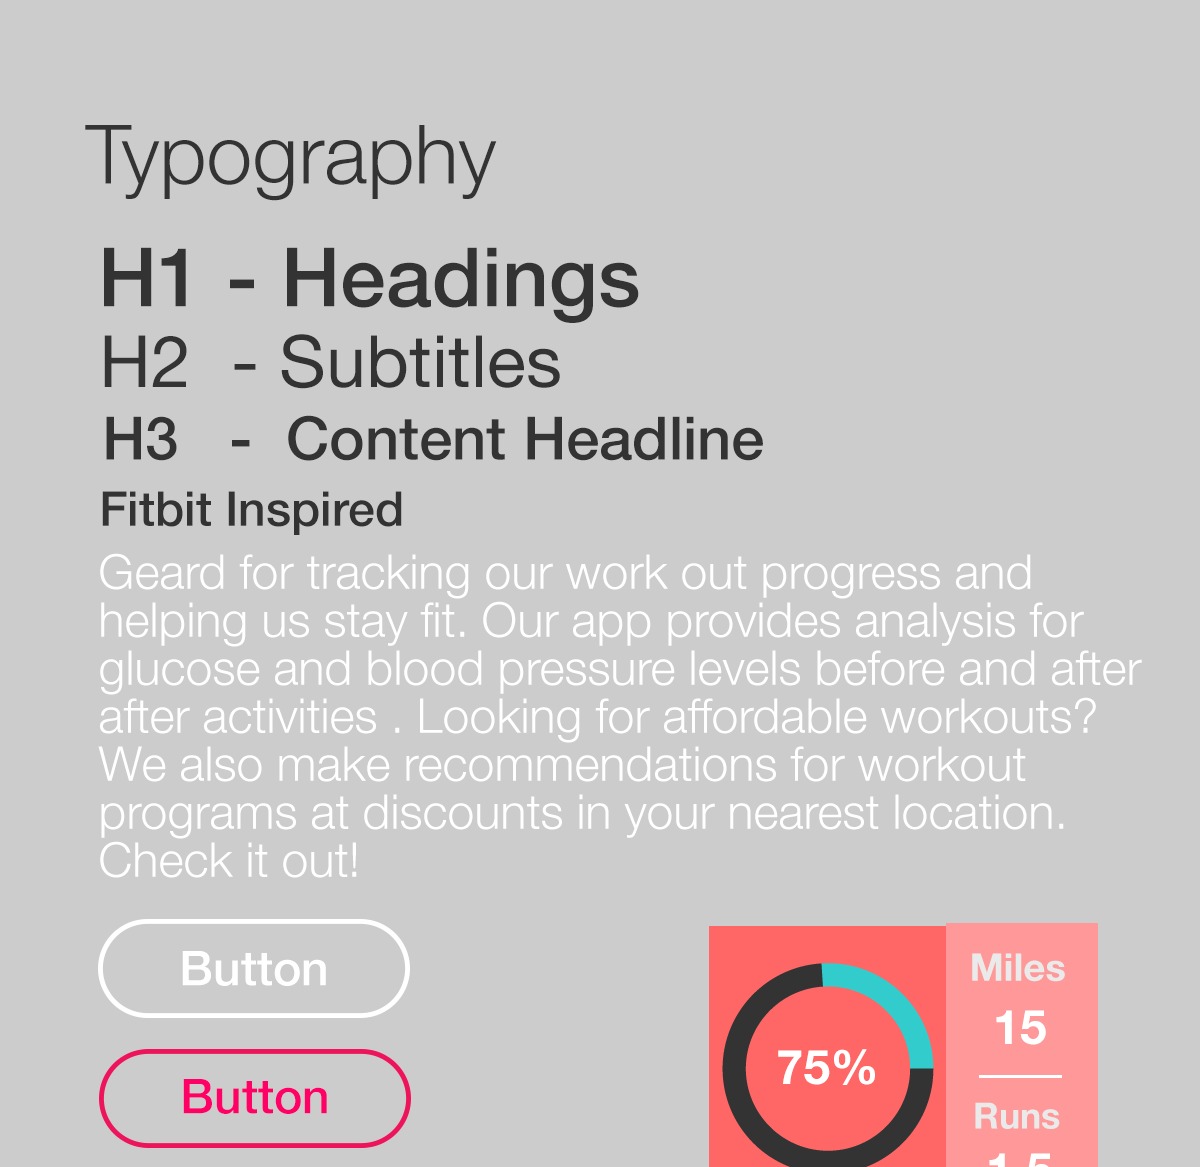 Typography
H1 - Headings
H2 - Subtitles
H3 - Content Headline
Fitbit Inspired
Geard for tracking our work out progress and
helping us stay fit. Our app provides analysis for
glucose and blood pressure levels before and after
after activities . Looking for affordable workouts?
We also make recommendations for workout
programs at discounts in your nearest location.
Check it out!
Button
Button
75%
Miles
15
Runs
1.5